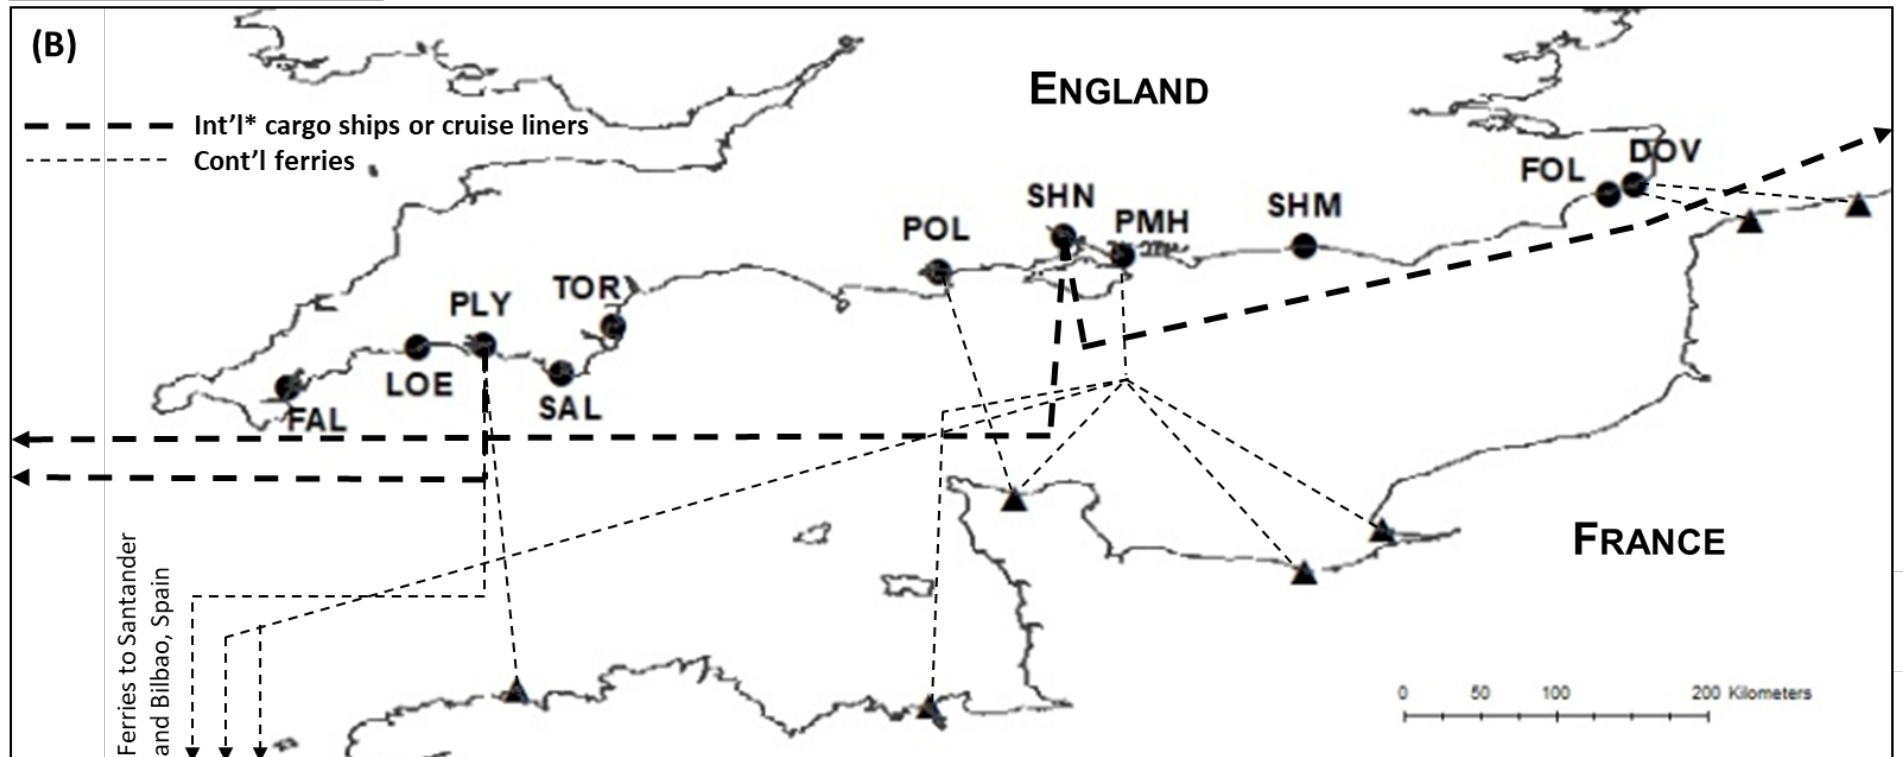 (B)
ENGLAND
Int'l* cargo ships or cruise liners
Cont'l ferries
DOV
FOL
SHN
SHM
PMH
POL
TOR
PLY
LOE
SAL
FAL
FRANCE
Ferries to Santander
and Bilbao, Spain
0 50 100 200 Kilometers